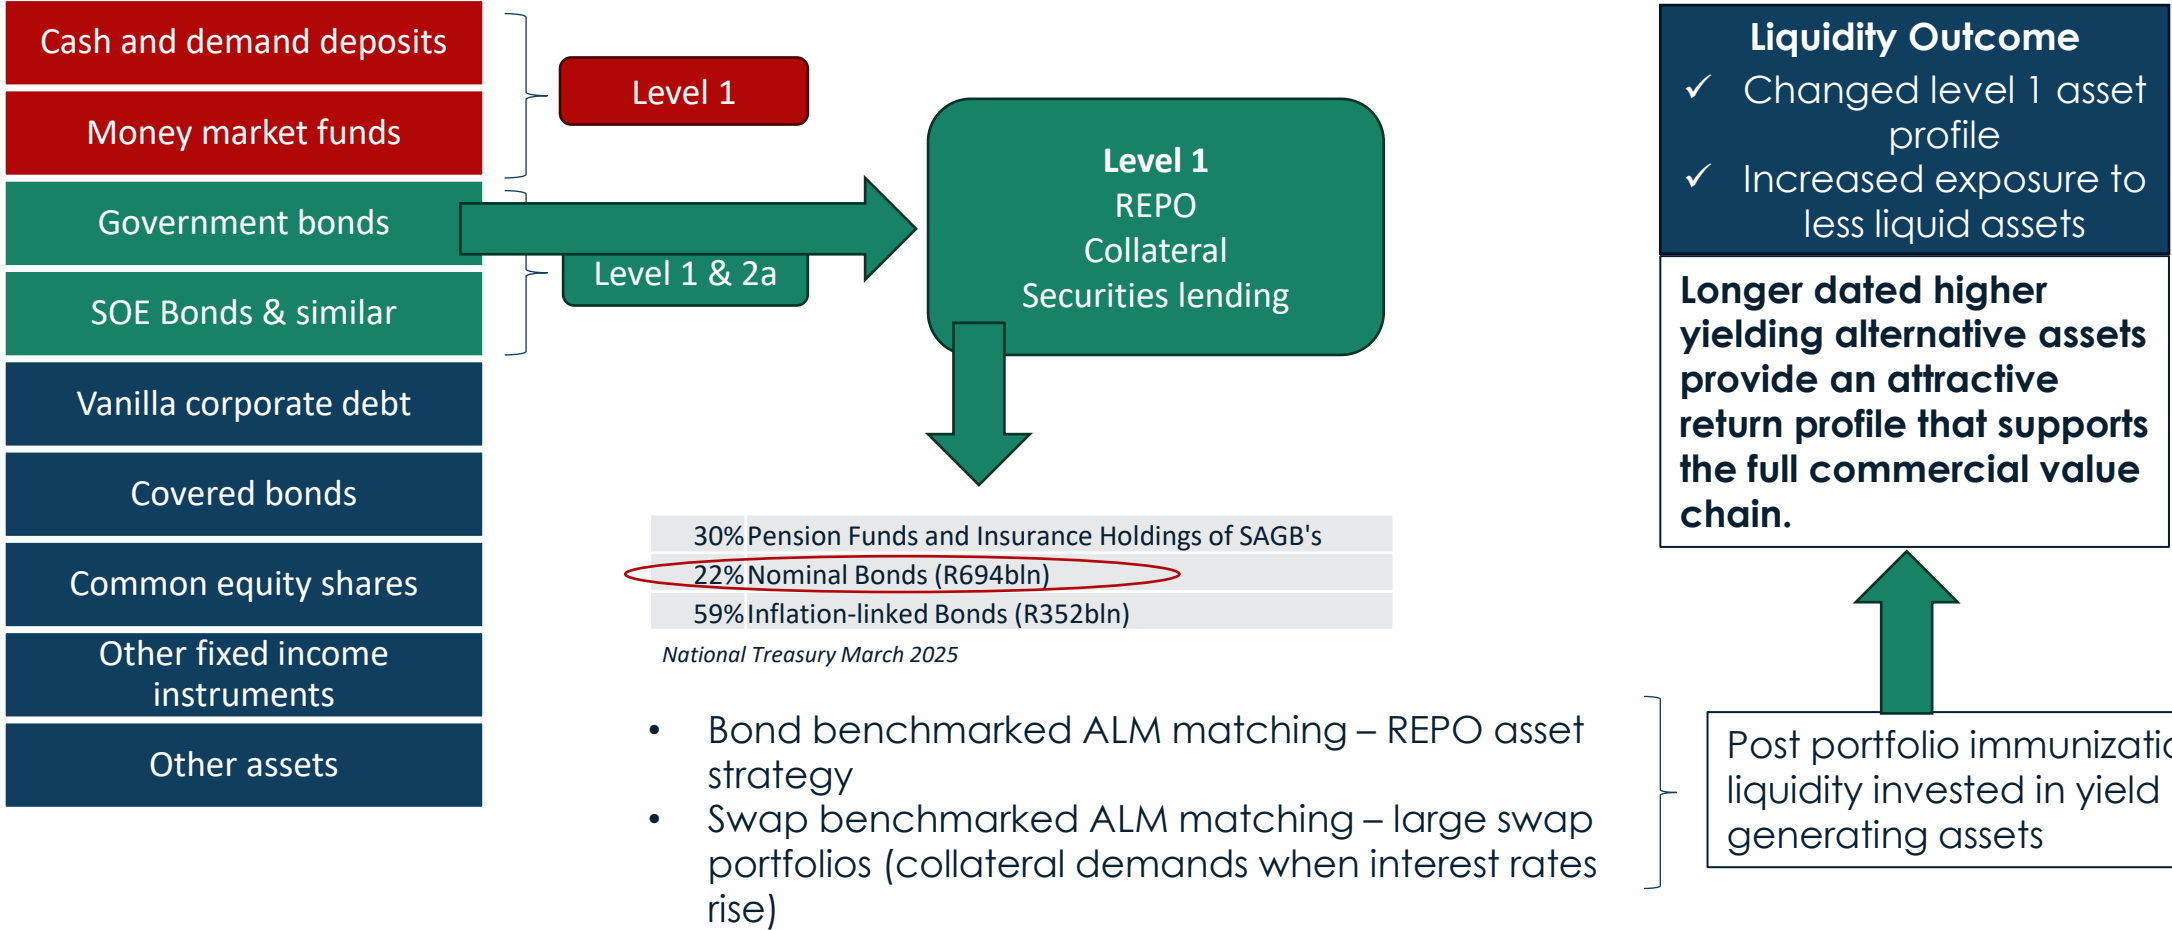 Cash and demand deposits
Money market funds
Government bonds
SOE Bonds & similar
Vanilla corporate debt
Covered bonds
Common equity shares
Other fixed income
instruments
Other assets
Level 1
Level 1 & 2a
Level 1
REPO
Collateral
Securities lending
30% Pension Funds and Insurance Holdings of SAGB's
22% Nominal Bonds (R694bln)
59% Inflation-linked Bonds (R352bln)
National Treasury March 2025
• Bond benchmarked ALM matching – REPO asset
strategy
• Swap benchmarked ALM matching – large swap
portfolios (collateral demands when interest rates
rise)
Liquidity Outcome
✓ Changed level 1 asset
profile
✓ Increased exposure to
less liquid assets
Longer dated higher
yielding alternative assets
provide an attractive
return profile that supports
the full commercial value
chain.
Post portfolio
liquidity invested in yield
generating assets